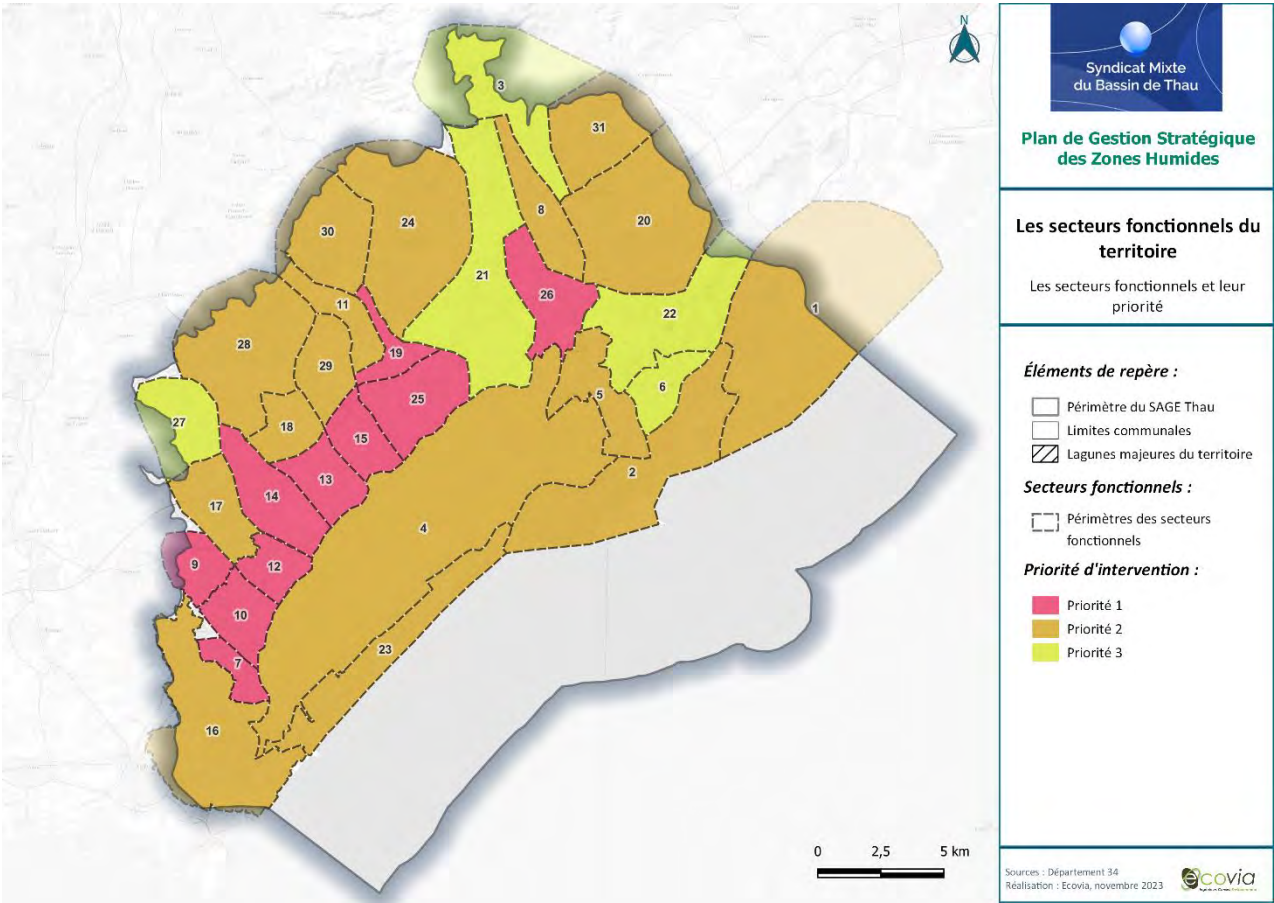 N
3
31
8
20
30
24
21
26
1
11
22
28
19
29
6
25
5
27
18
15
2
13
14
17
4
9
12
10
23
7
16
0 2,5 5 km
Syndicat Mixte
du Bassin de Thau
Plan de Gestion Stratégique
des Zones Humides
Les secteurs fonctionnels du
territoire
Les secteurs fonctionnels et leur
priorité
Éléments de repère :
Périmètre du SAGE Thau
Limites communales
Lagunes majeures du territoire
Secteurs fonctionnels :
Périmètres des secteurs
fonctionnels
Priorité d'intervention :
Priorité 1
Priorité 2
Priorité 3
Sources : Département 34
Réalisation : Ecovia, novembre 2023
écovia